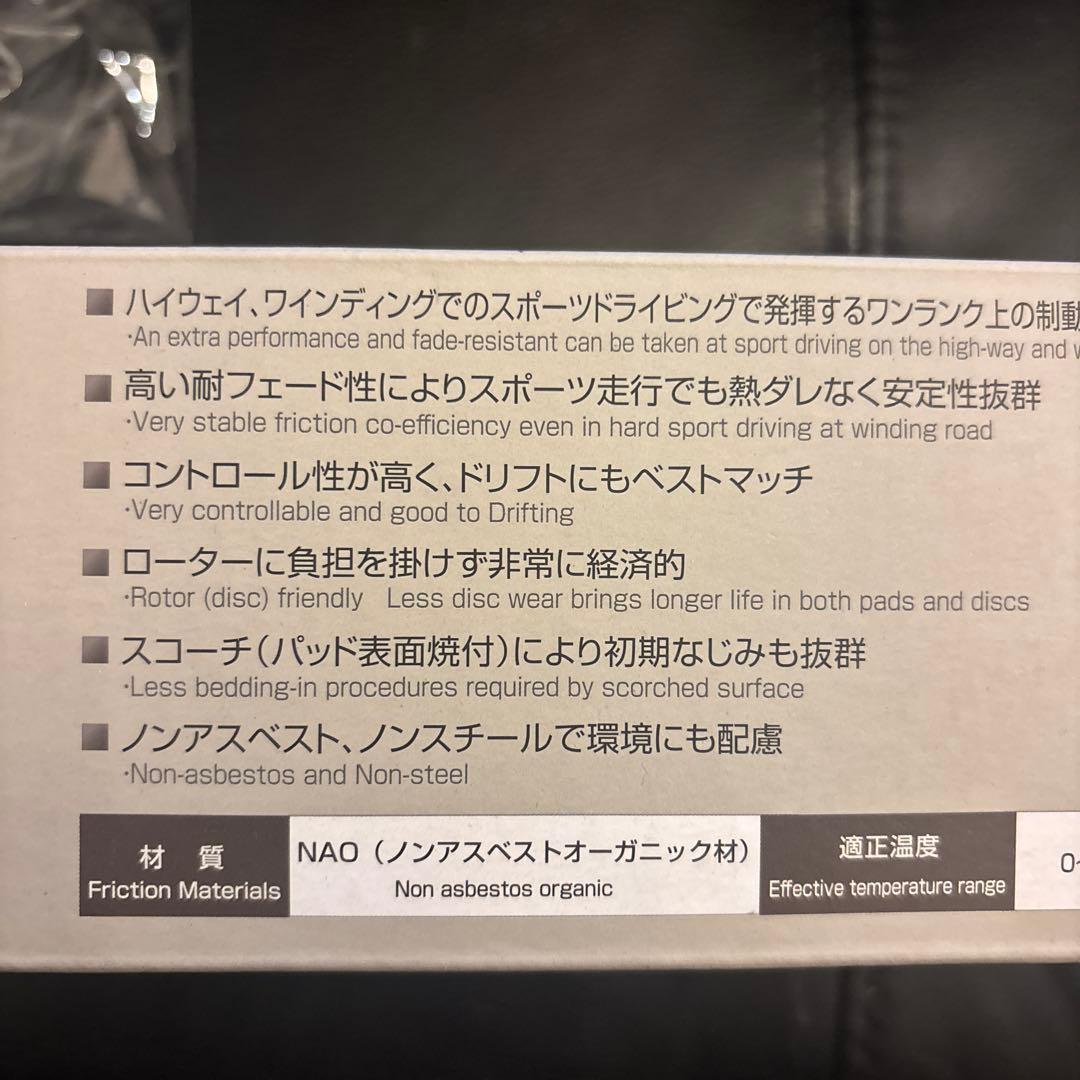 ■ ハイウェイ、ワインディングでのスポーツドライビングで発揮するワンランク上の制動
・An extra performance and fade-resistant can be taken at sport driving on the high-way and
■ 高い耐フェード性によりスポーツ走行でも熱ダレなく安定性抜群
・Very stable friction co-efficiency even in hard sport driving at winding road
■ コントロール性が高く、ドリフトにもベストマッチ
・Very controllable and good to Drifting
■ ローターに負担を掛けず非常に経済的
・Rotor (disc) friendly Less disc wear brings longer life in both pads and discs
■ スコーチ(パッド表面焼付)により初期なじみも抜群
・Less bedding-in procedures required by scorched surface
■ ノンアスベスト、ノンスチールで環境にも配慮
・Non-asbestos and Non-steel
材 質
Friction Materials
NAO (ノンアスベストオーガニック材)
Non asbestos organic
適正温度
Effective temperature range
0~